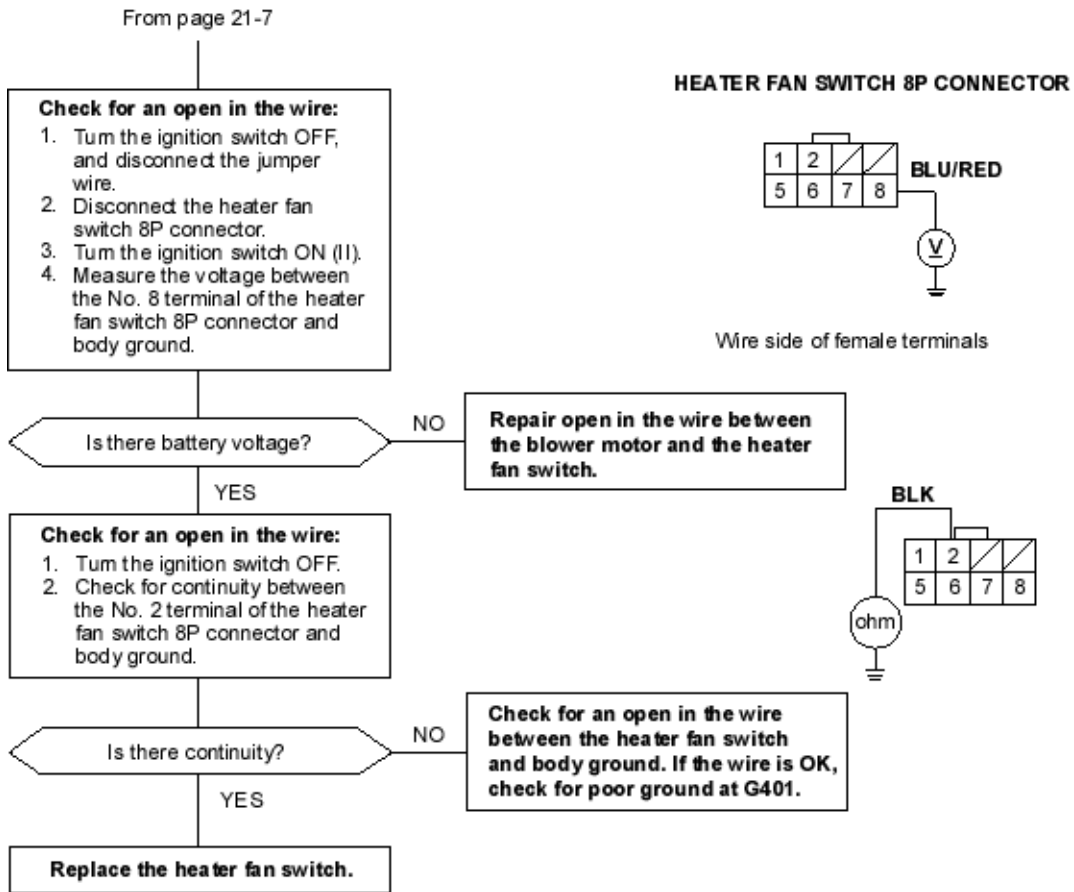 From page 21-7
Check for an open in the wire:
1. Turn the ignition switch OFF,
and disconnect the jumper
wire.
2. Disconnect the heater fan
switch 8P connector.
3. Turn the ignition switch ON (II).
4. Measure the voltage between
the No. 8 terminal of the heater
fan switch 8P connector and
body ground.
HEATER FAN SWITCH 8P CONNECTOR
1 2
5 6 7 8
BLU/RED
V
Wire side of female terminals
Is there battery voltage?
NO
Repair open in the wire between
the blower motor and the heater
fan switch.
YES
Check for an open in the wire:
1. Turn the ignition switch OFF.
2. Check for continuity between
the No. 2 terminal of the heater
fan switch 8P connector and
body ground.
BLK
1 2
5 6 7 8
ohm
Is there continuity?
NO
Check for an open in the wire
between the heater fan switch
and body ground. If the wire is OK,
check for poor ground at G401.
YES
Replace the heater fan switch.